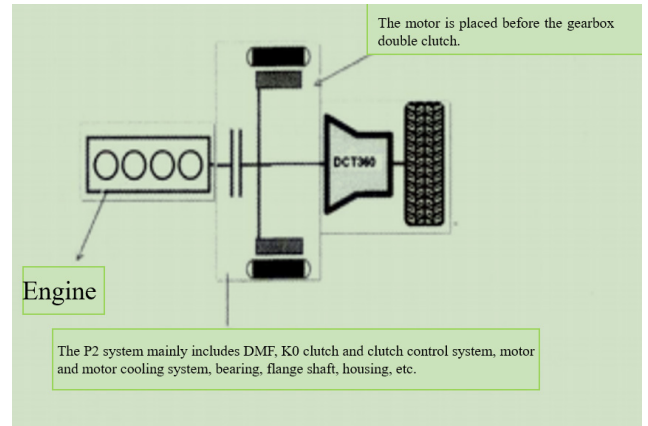 The motor is placed before the gearbox
double clutch.
DCT360
Engine
The P2 system mainly includes DMF, K0 clutch and clutch control system, motor
and motor cooling system, bearing, flange shaft, housing, etc.